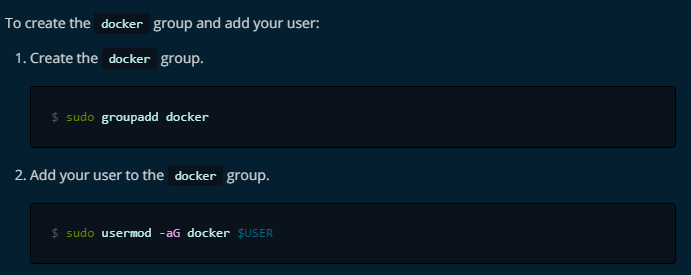 To create the docker group and add your user:
1. Create the docker group.
$ sudo groupadd docker
2. Add your user to the docker group.
$ sudo usermod -aG docker $USER